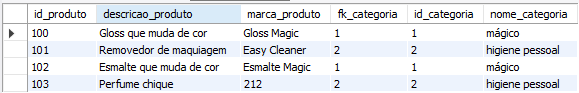 id_produto descricao_produto marca_produto fk_categoria id_categoria nome_categoria
100 Gloss que muda de cor Gloss Magic 1 1 mágico
101 Removedor de maquiagem Easy Cleaner 2 2 higiene pessoal
102 Esmalte que muda de cor Esmalte Magic 1 1 mágico
103 Perfume chique 212 2 2 higiene pessoal